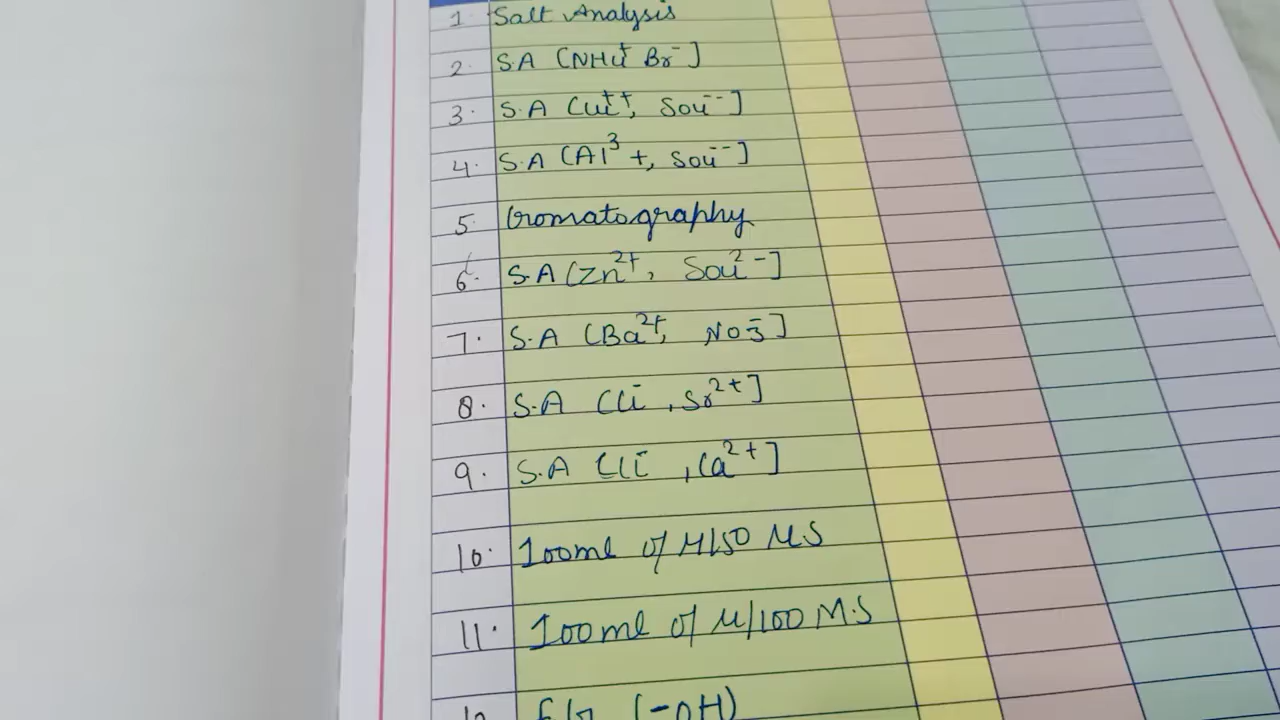 1. Salt Analysis
2. S.A [NH4+ Br-]
3. S.A [Cu++, SO4--]
4. S.A [Al3+, SO4--]
5. Cromatography
6. S.A [Zn2+, SO42-]
7. S.A [Ba2+, NO3-]
8. S.A [Cl-, Sr2+]
9. S.A [Cl-, Ca2+]
10. 100ml of M/50 M.S
11. 100ml of M/100 M.S
(-OH)